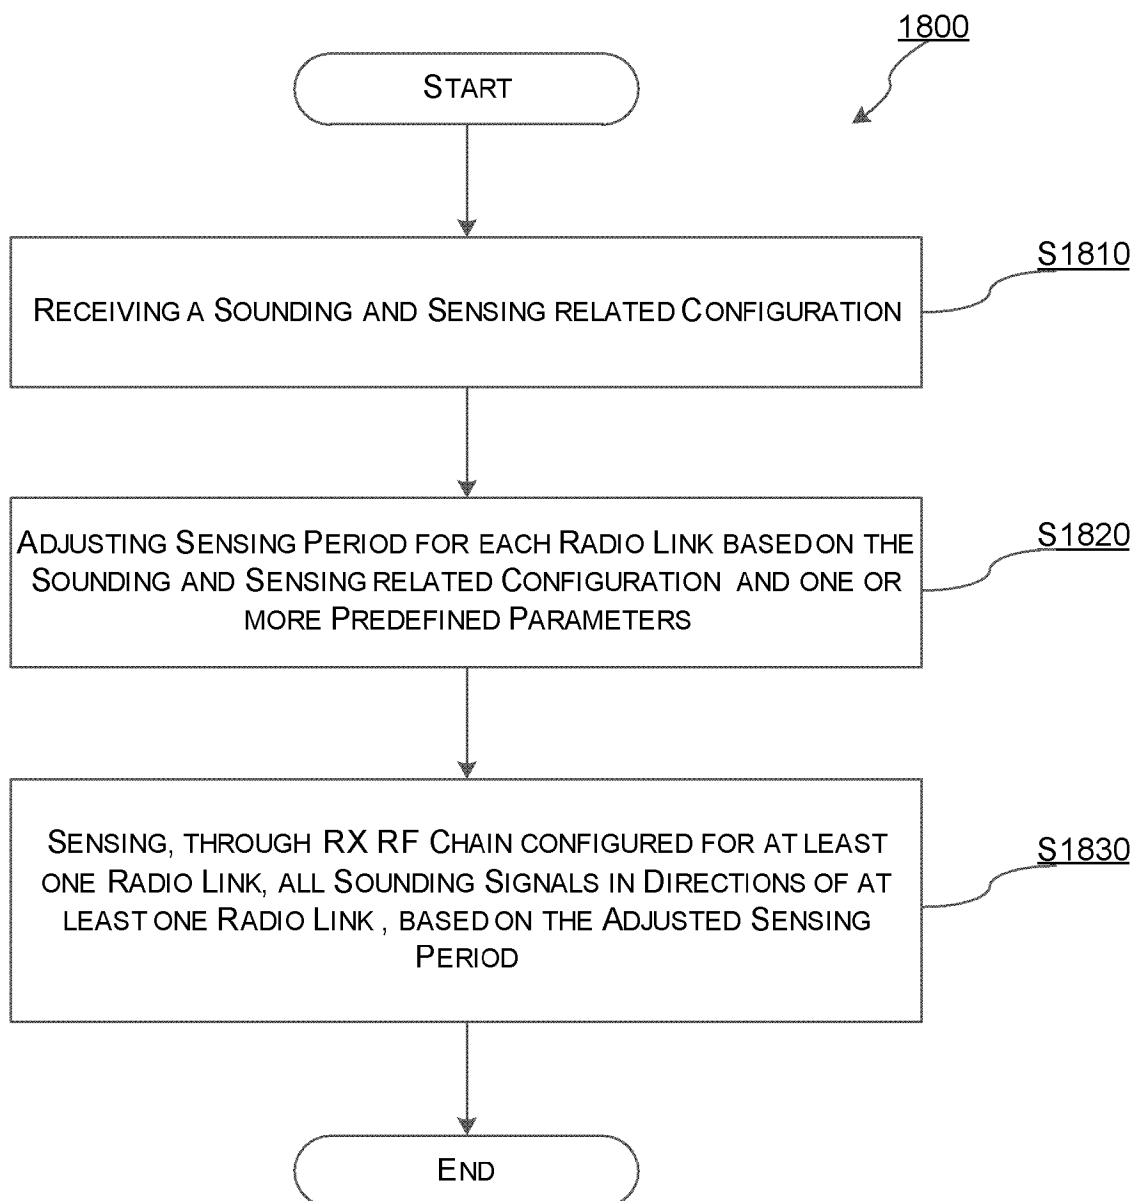 1800
START
RECEIVING A SOUNDING AND SENSING RELATED CONFIGURATION
S1810
ADJUSTING SENSING PERIOD FOR EACH RADIO LINK BASED ON THE
SOUNDING AND SENSING RELATED CONFIGURATION AND ONE OR
MORE PREDEFINED PARAMETERS
S1820
SENSING, THROUGH RX RF CHAIN CONFIGURED FOR AT LEAST
ONE RADIO LINK, ALL SOUNDING SIGNALS IN DIRECTIONS OF AT
LEAST ONE RADIO LINK , BASED ON THE ADJUSTED SENSING
PERIOD
S1830
END